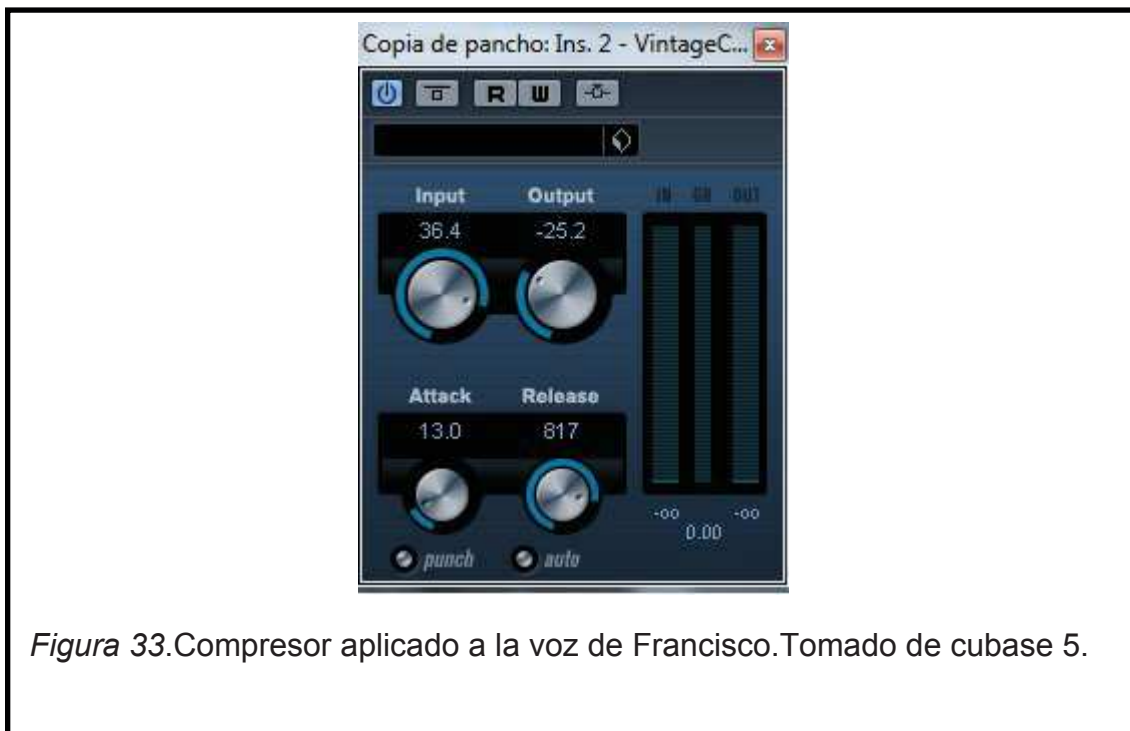 Copia de pancho: Ins. 2 - VintageC...
R W
Input Output IN GR OUT
36.4 -25.2
Attack Release
13.0 817
-oo -oo
0.00
punch auto
Figura 33.Compresor aplicado a la voz de Francisco.Tomado de cubase 5.